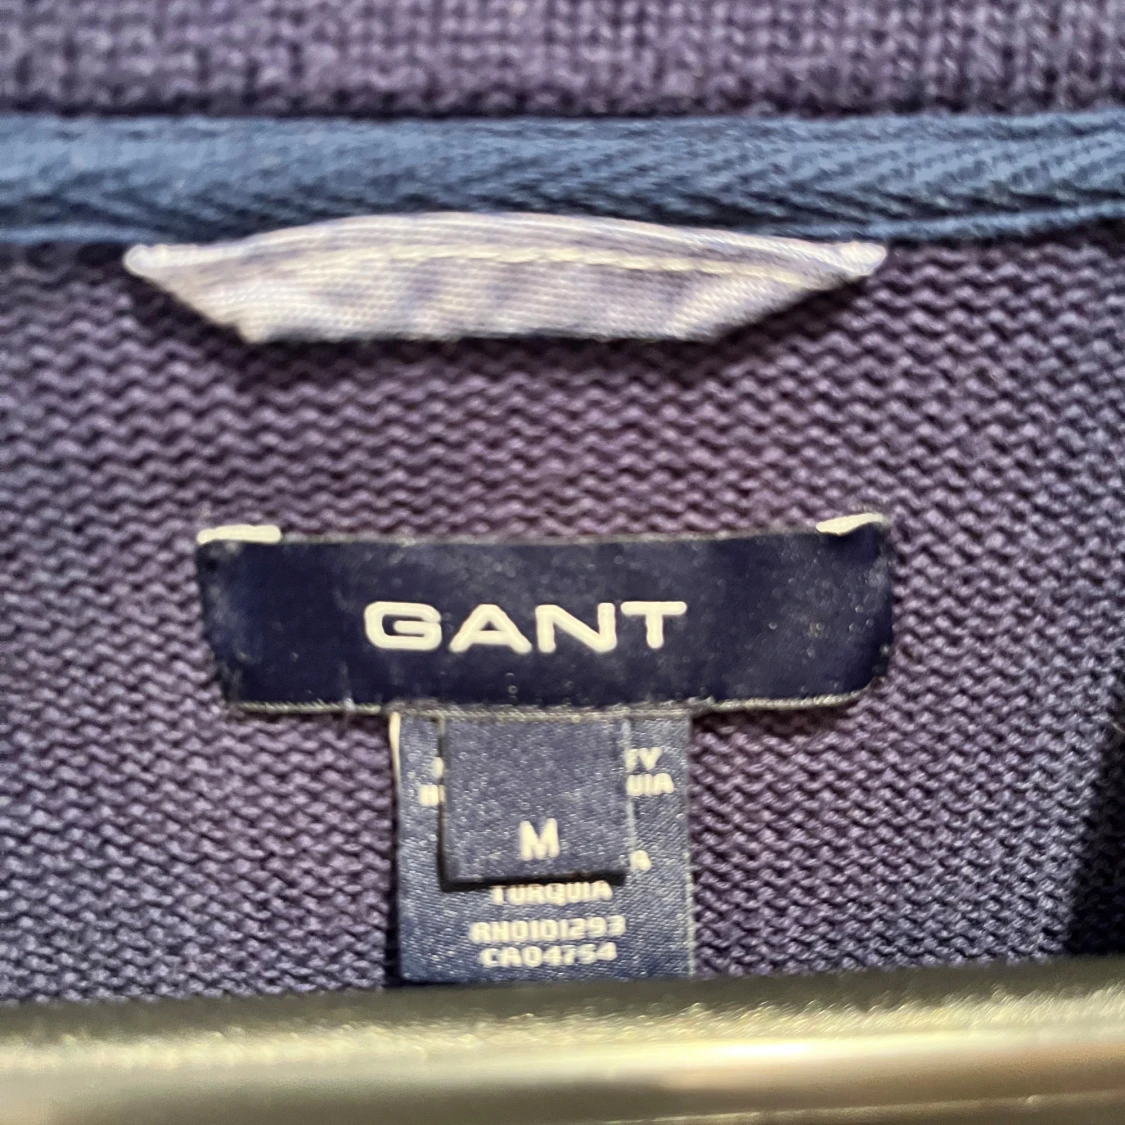 GANT
M
TURQUIA
RN0101293
CA04754